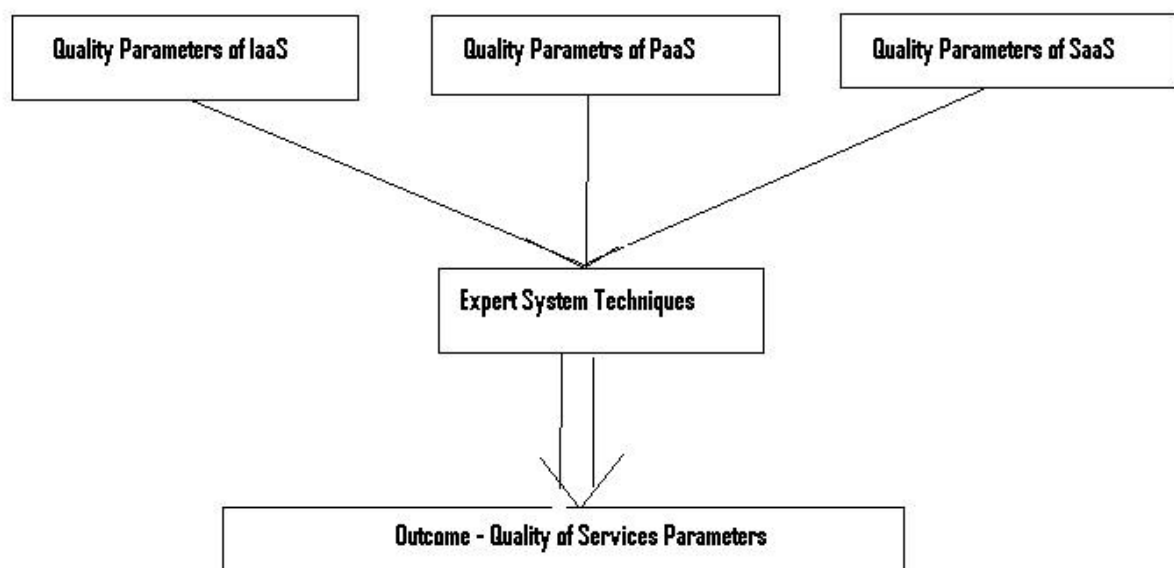 Quality Parameters of IaaS
Quality Parametrs of PaaS
Quality Parameters of SaaS
Expert System Techniques
Outcome - Quality of Services Parameters